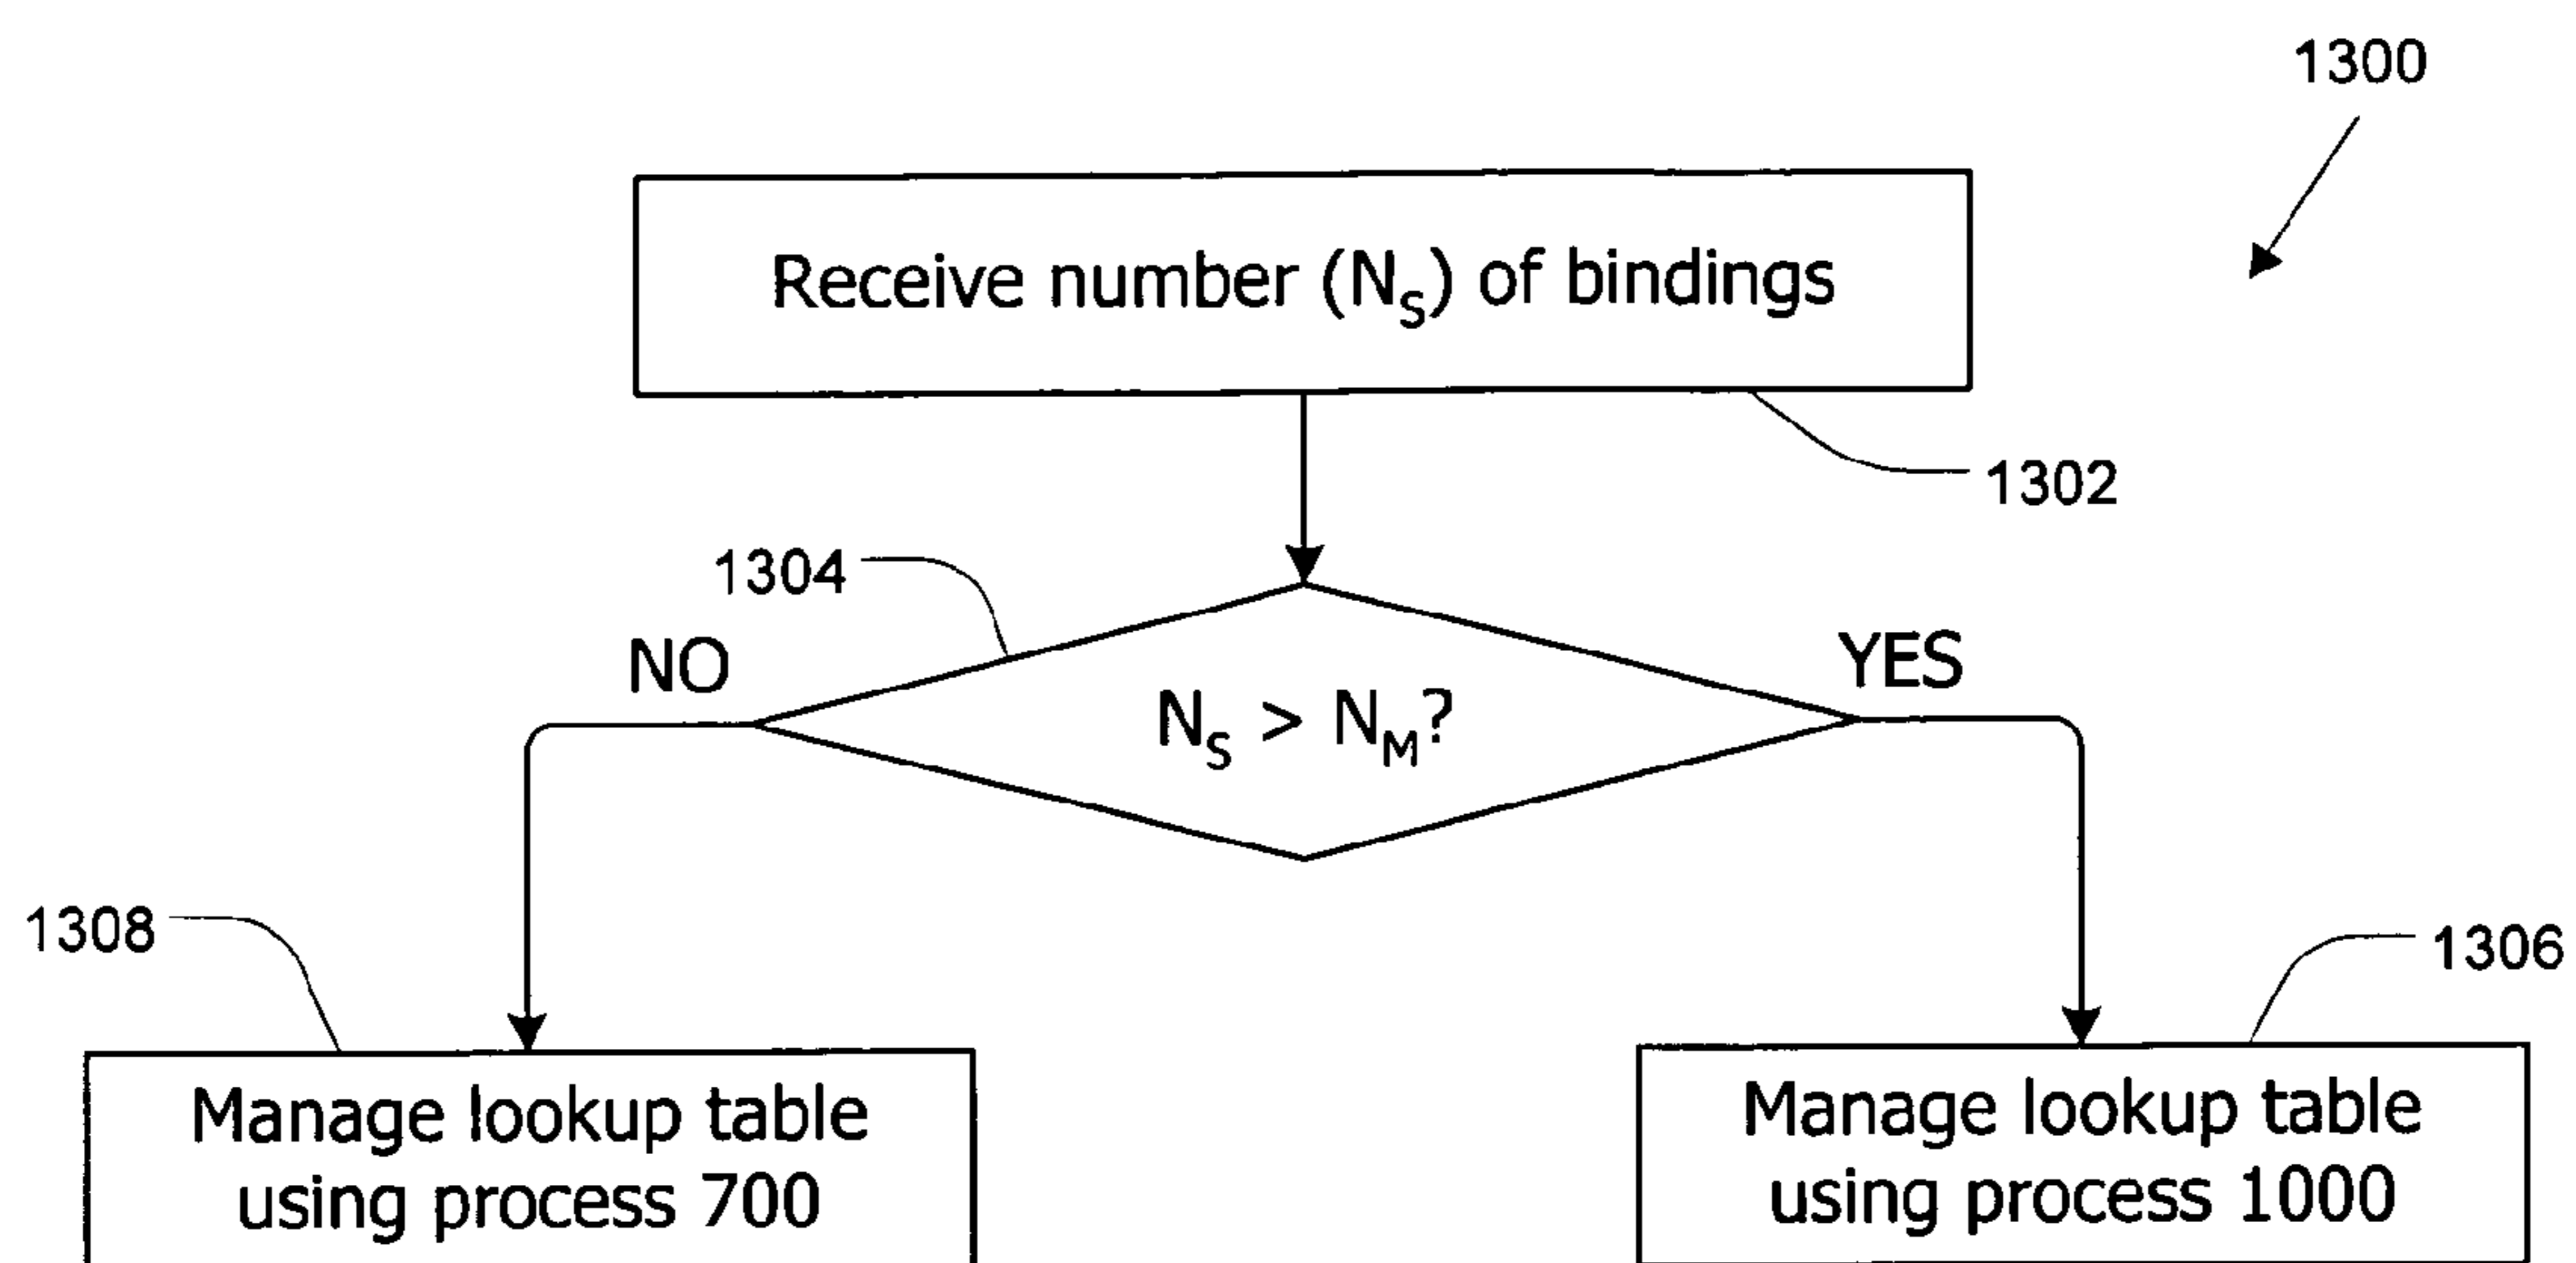 1300
Receive number (N_S) of bindings
1302
1304
NO
YES
N_S > N_M?
1308
1306
Manage lookup table
using process 700
Manage lookup table
using process 1000